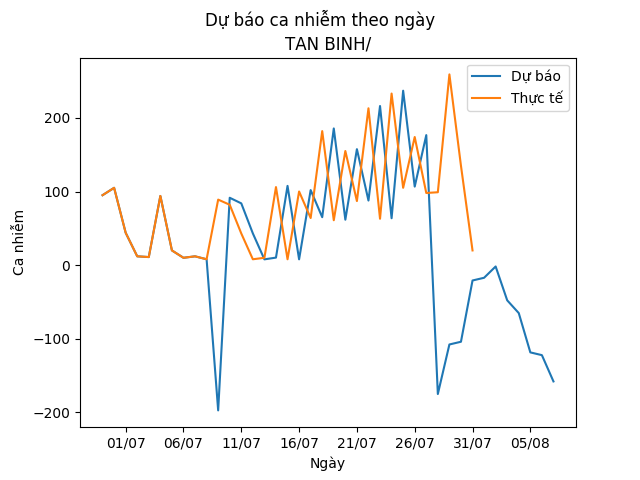 Dự báo ca nhiễm theo ngày
TAN BINH/
Dự báo
Thực tế
Ca nhiễm
200
100
0
−100
−200
01/07 06/07 11/07 16/07 21/07 26/07 31/07 05/08
Ngày